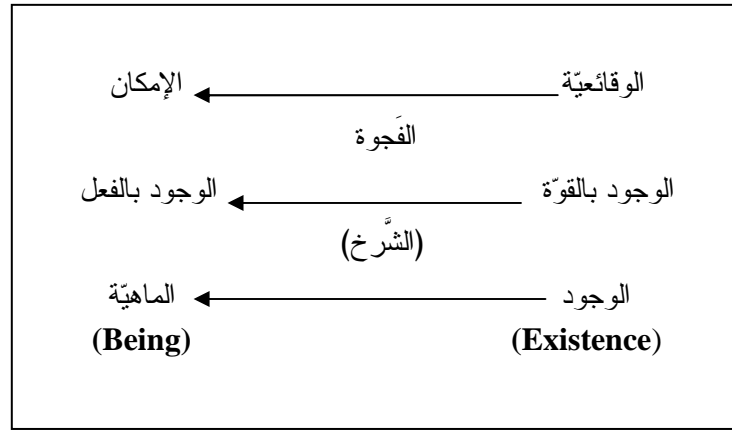 الوقائعيّة الإمكان
الفَجوة
الوجود بالقوّة الوجود بالفعل
(الشَّرخ)
الوجود الماهيّة
(Existence) (Being)